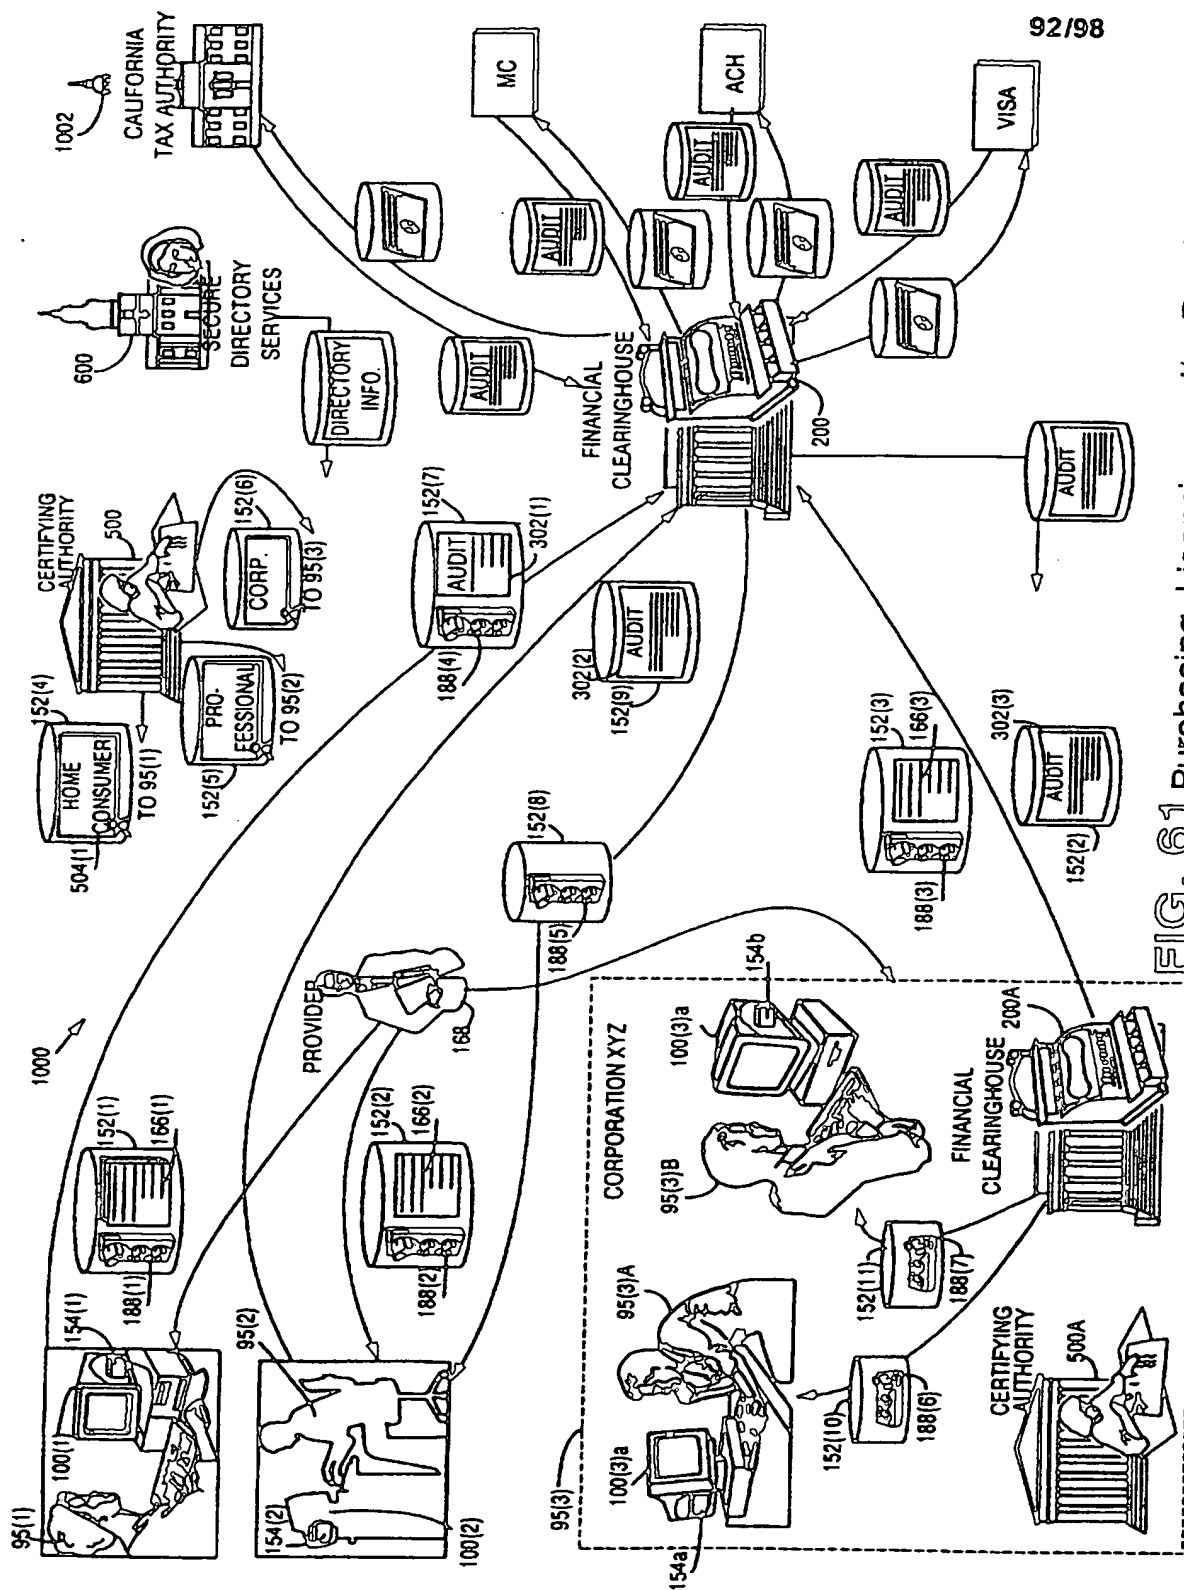 92/98
1002
CALIFORNIA
TAX AUTHORITY
600
SECURE
DIRECTORY
SERVICES
DIRECTORY
INFO.
MC
ACH
VISA
AUDIT
AUDIT
AUDIT
AUDIT
FINANCIAL
CLEARINGHOUSE
200
AUDIT
CERTIFYING
AUTHORITY
500
152(4)
HOME
CONSUMER
504(1)
TO 95(1)
152(5)
PRO-
FESSIONAL
TO 95(2)
152(6)
CORP.
TO 95(3)
152(7)
AUDIT
302(1)
188(4)
302(2)
152(9)
AUDIT
152(8)
188(5)
1000
PROVIDER
168
152(1)
166(1)
188(1)
152(2)
166(2)
188(2)
95(1)
100(1
154(1)
95(2)
154(2)
100(2)
152(3)
166(3)
188(3)
302(3)
AUDIT
152(2)
95(3)
CORPORATION XYZ
100(3)a
154b
95(3)B
95(3)A
100(3)a
154a
FINANCIAL
CLEARINGHOUSE
200A
152(11)
188(7)
152(10)
188(6)
CERTIFYING
AUTHORITY
500A
FIG. 61 Purchasing, Licensing